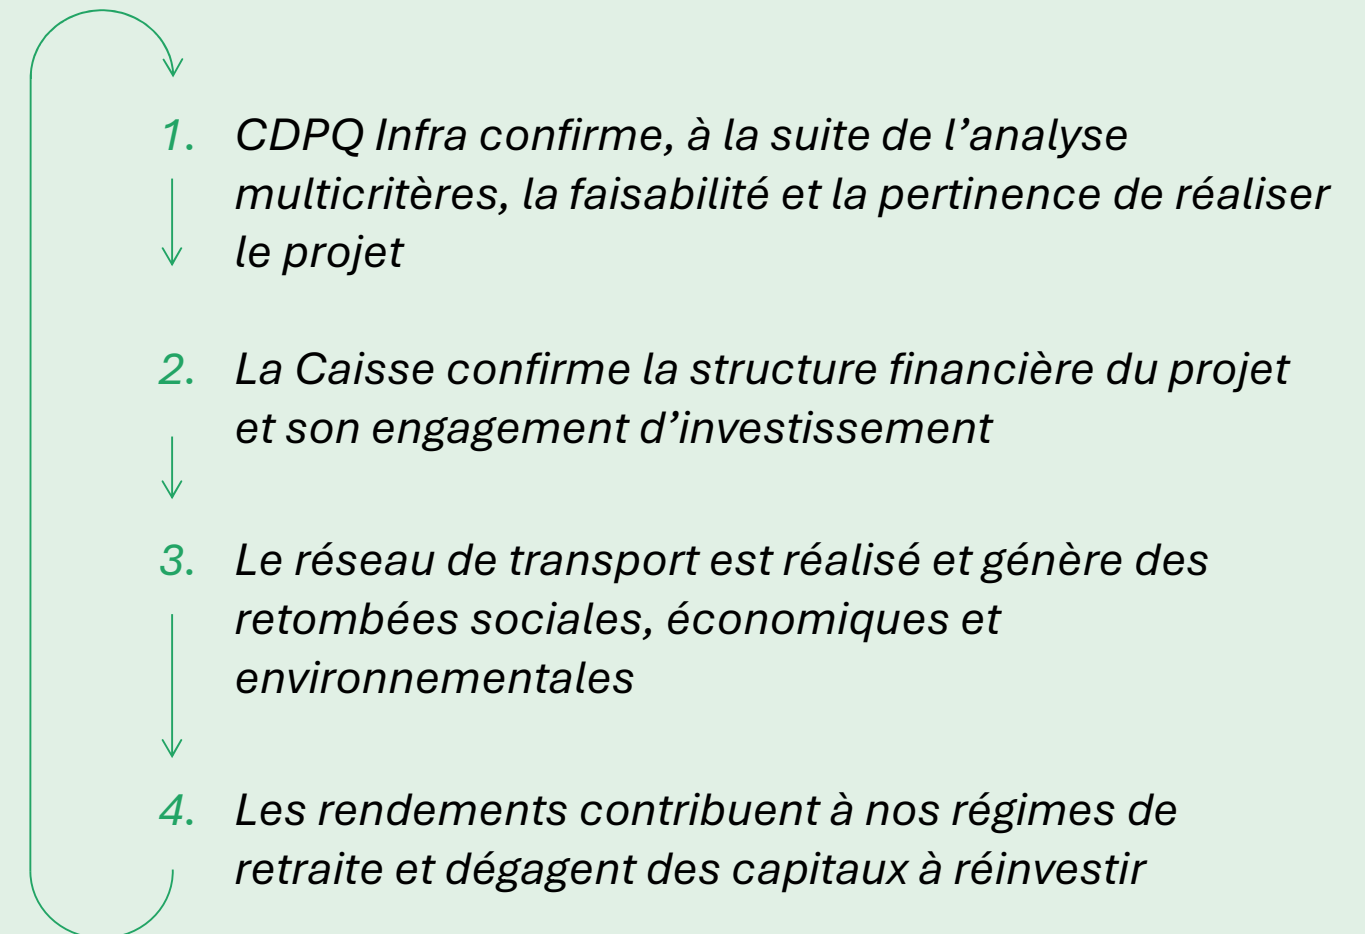 1. CDPQ Infra confirme, à la suite de l’analyse
multicritères, la faisabilité et la pertinence de réaliser
le projet
2. La Caisse confirme la structure financière du projet
et son engagement d’investissement
3. Le réseau de transport est réalisé et génère des
retombées sociales, économiques et
environnementales
4. Les rendements contribuent à nos régimes de
retraite et dégagent des capitaux à réinvestir